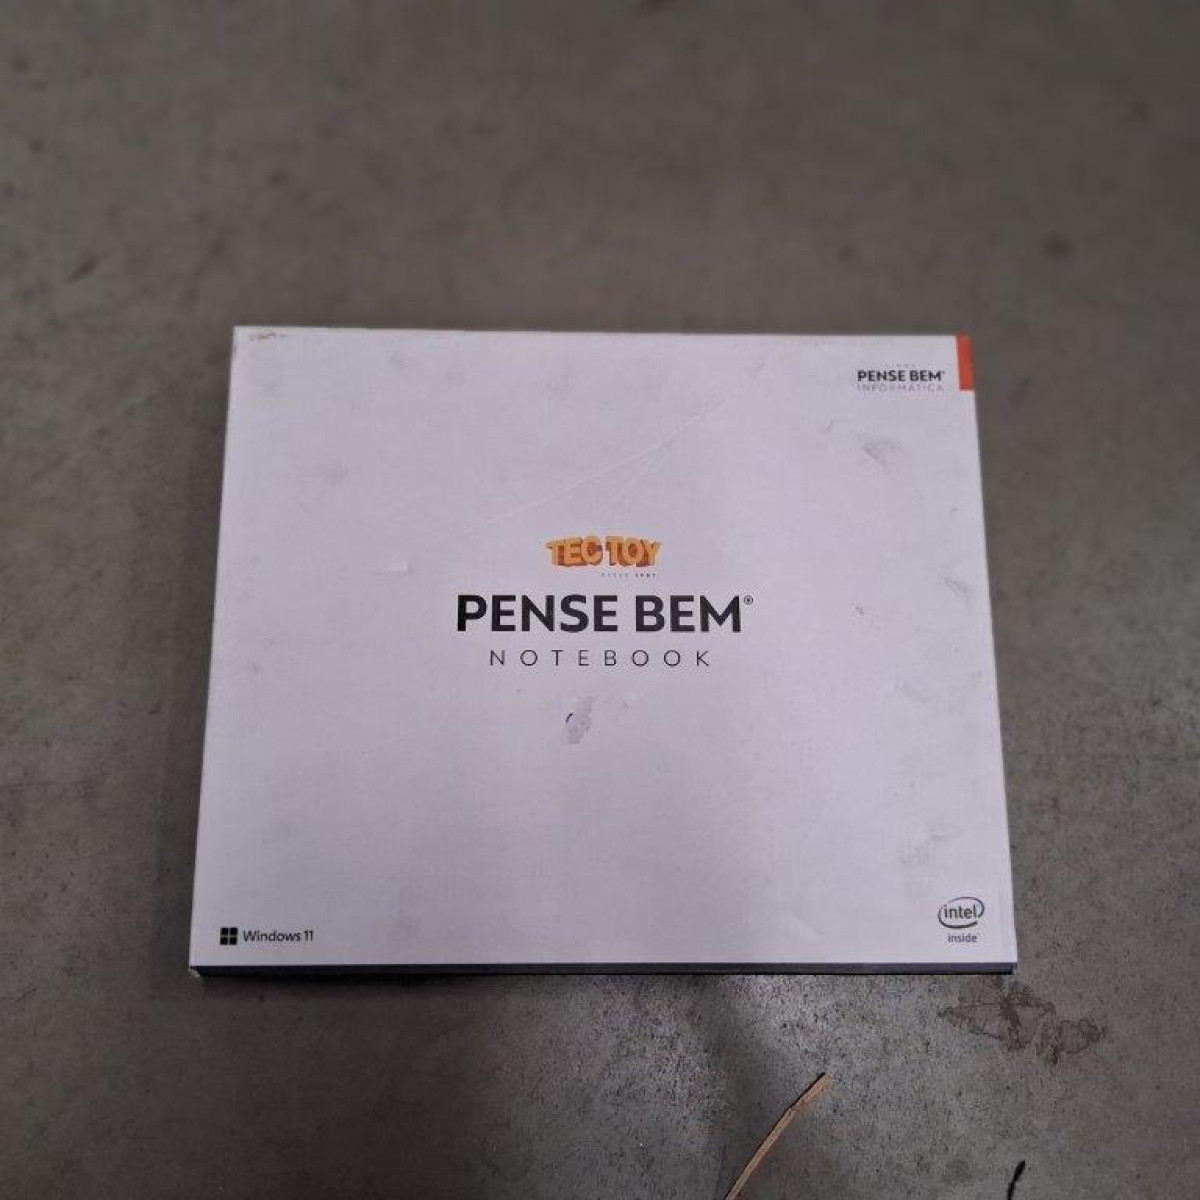 PENSE BEM®
INFORMÁTICA
TEC TOY
PENSE BEM®
NOTEBOOK
Windows 11
intel
inside